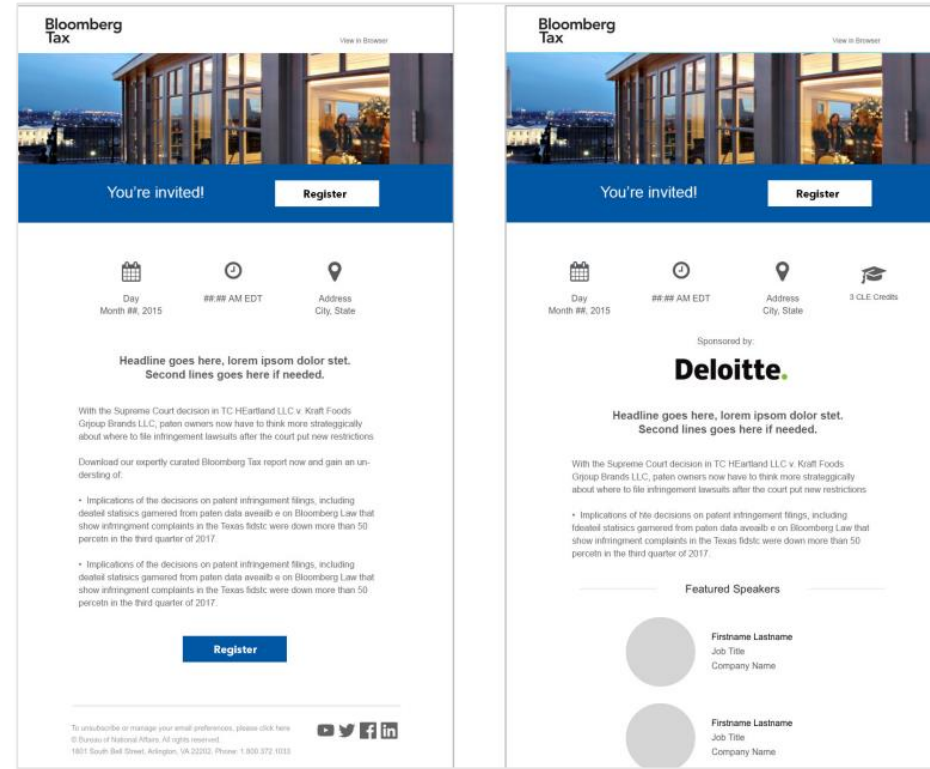 Bloomberg
Tax
View in Browser
You're invited!
Register
Day
Month ##, 2015
##:## AM EDT
Address
City, State
Headline goes here, lorem ipsom dolor stet.
Second lines goes here if needed.
With the Supreme Court decision in TC HEartland LLC v. Kraft Foods
Grjoup Brands LLC, paten owners now have to think more strateggically
about where to file infringement lawsuits after the court put new restrictions
Download our expertly curated Bloomberg Tax report now and gain an un-
dersting of:
• Implications of the decisions on patent infringement filings, including
deateil statisics garnered from paten data aveailb e on Bloomberg Law that
show infrringment complaints in the Texas fidstc were down more than 50
percetn in the third quarter of 2017.
• Implications of the decisions on patent infringement filings, including
deateil statisics garnered from paten data aveailb e on Bloomberg Law that
show infrringment complaints in the Texas fidstc were down more than 50
percetn in the third quarter of 2017.
Register
To unsubscribe or manage your email preferences, please click here
© Bureau of National Affairs. All rights reserved.
1801 South Bell Street, Arlington, VA 22202. Phone: 1.800.372.1033
Bloomberg
Tax
View in Browser
You're invited!
Register
Day
Month ##, 2015
##:## AM EDT
Address
City, State
3 CLE Credits
Sponsored by:
Deloitte.
Headline goes here, lorem ipsom dolor stet.
Second lines goes here if needed.
With the Supreme Court decision in TC HEartland LLC v. Kraft Foods
Grjoup Brands LLC, paten owners now have to think more strateggically
about where to file infringement lawsuits after the court put new restrictions
• Implications of hte decisions on patent infringement filings, including
fdeateil statisics garnered from paten data aveailb e on Bloomberg Law that
show infrringment complaints in the Texas fidstc were down more than 50
percetn in the third quarter of 2017.
Featured Speakers
Firstname Lastname
Job Title
Company Name
Firstname Lastname
Job Title
Company Name